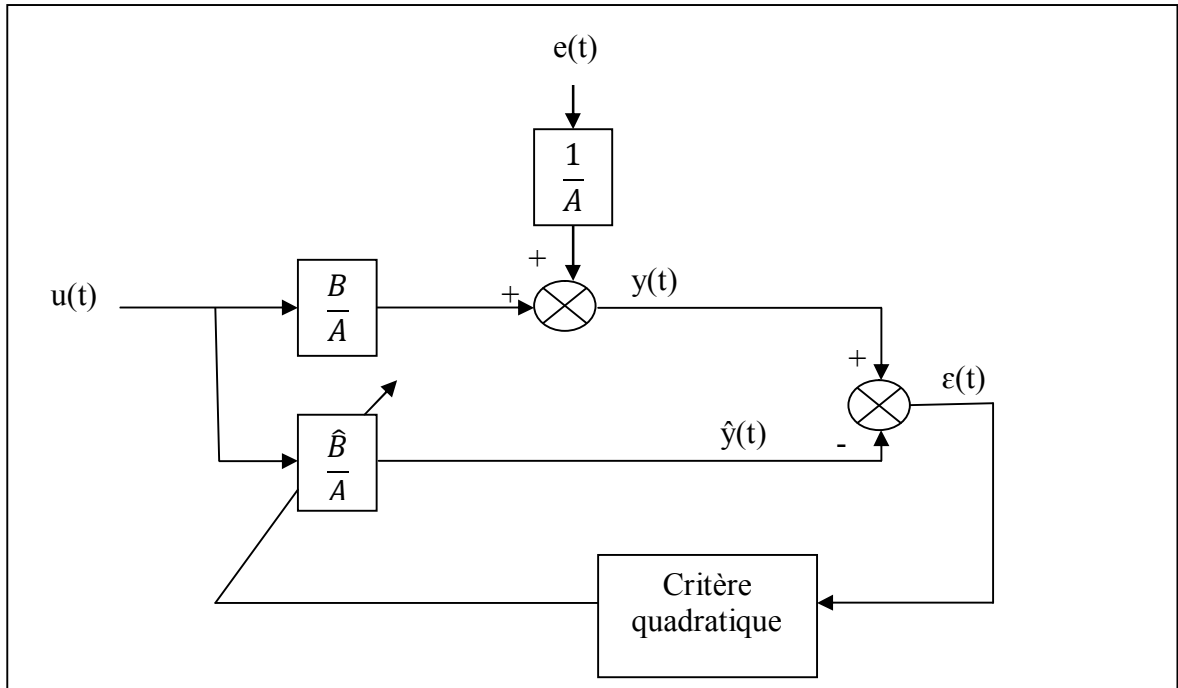 e(t)
1
A
+
u(t)
B
A
+
y(t)
+
ε(t)
B̂
A
ŷ(t)
-
Critère
quadratique